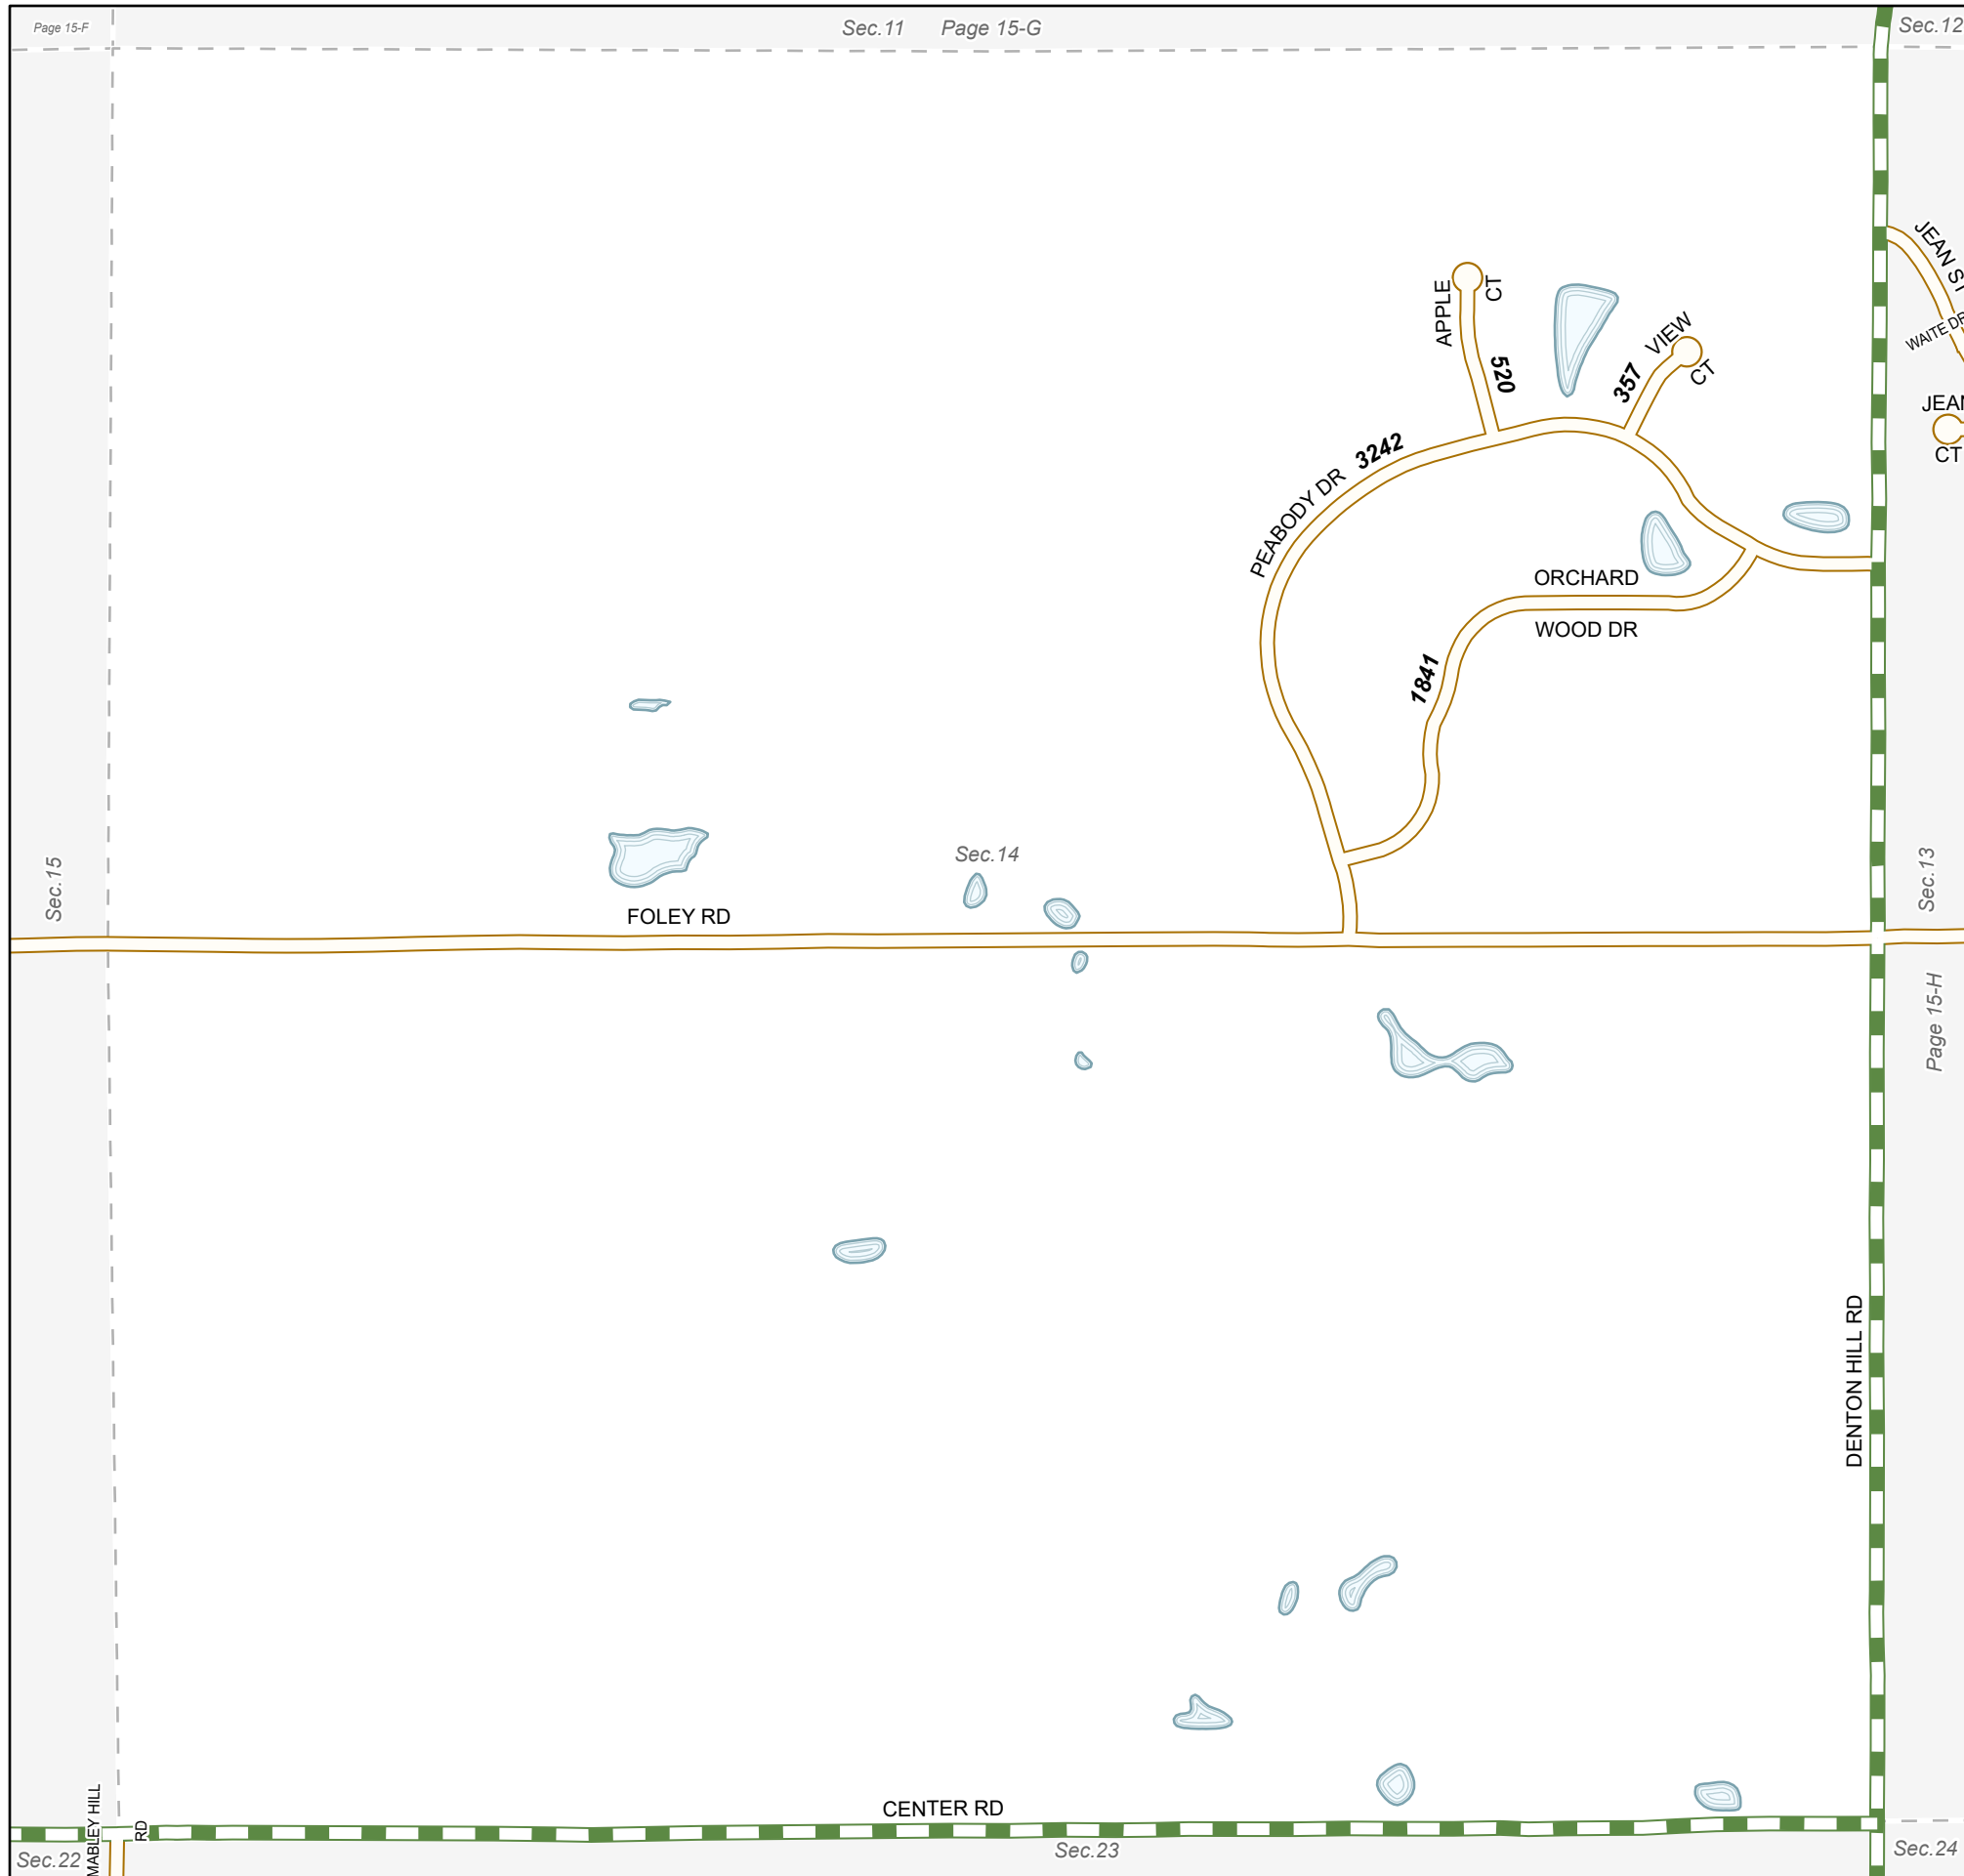 Page 15-F
Sec.11 Page 15-G
Sec.12
JEAN ST
WAITE DR
APPLE
CT
520
VIEW
CT
357
JEAN
CT
PEABODY DR 3242
ORCHARD
WOOD DR
1841
Sec.15
Sec.14
Sec.13
FOLEY RD
Page 15-H
DENTON HILL RD
MABLEY HILL
RD
CENTER RD
Sec.22
Sec.23
Sec.24